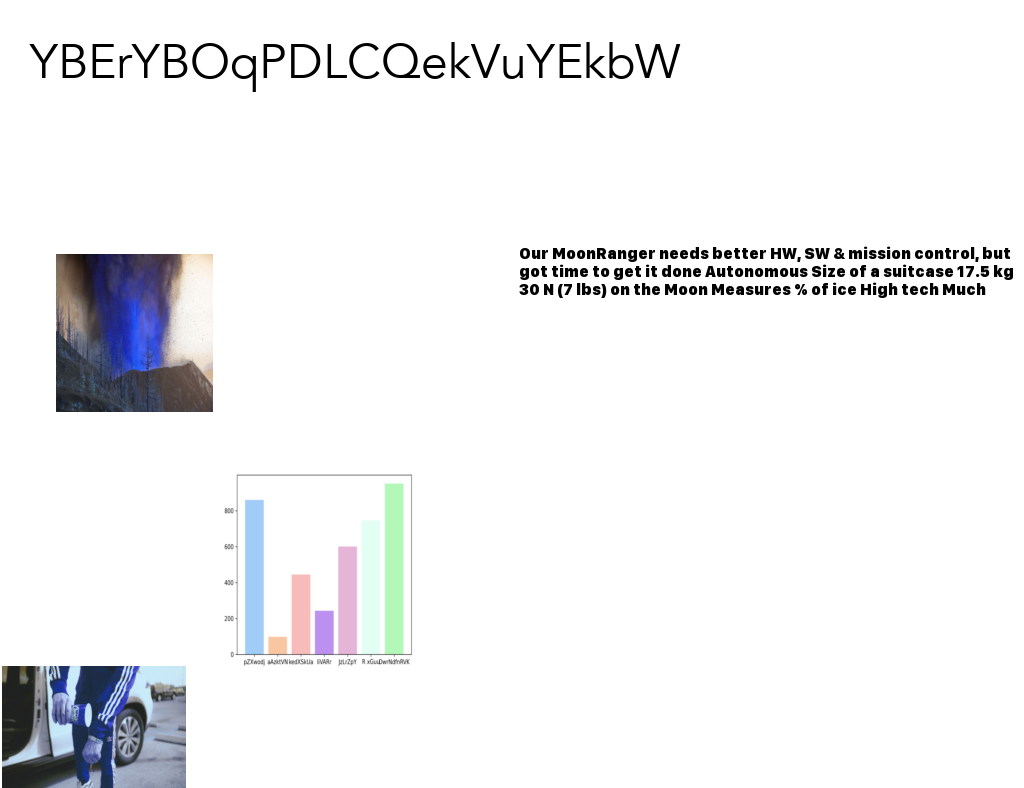 YBErYBOqPDLCQekVuYEkbW
Our MoonRanger needs better HW, SW & mission control, but
got time to get it done Autonomous Size of a suitcase 17.5 kg
30 N (7 lbs) on the Moon Measures % of ice High tech Much
800
600
400
200
0
pZXwodj aAzktVN kedXSkUa JzLrZpY